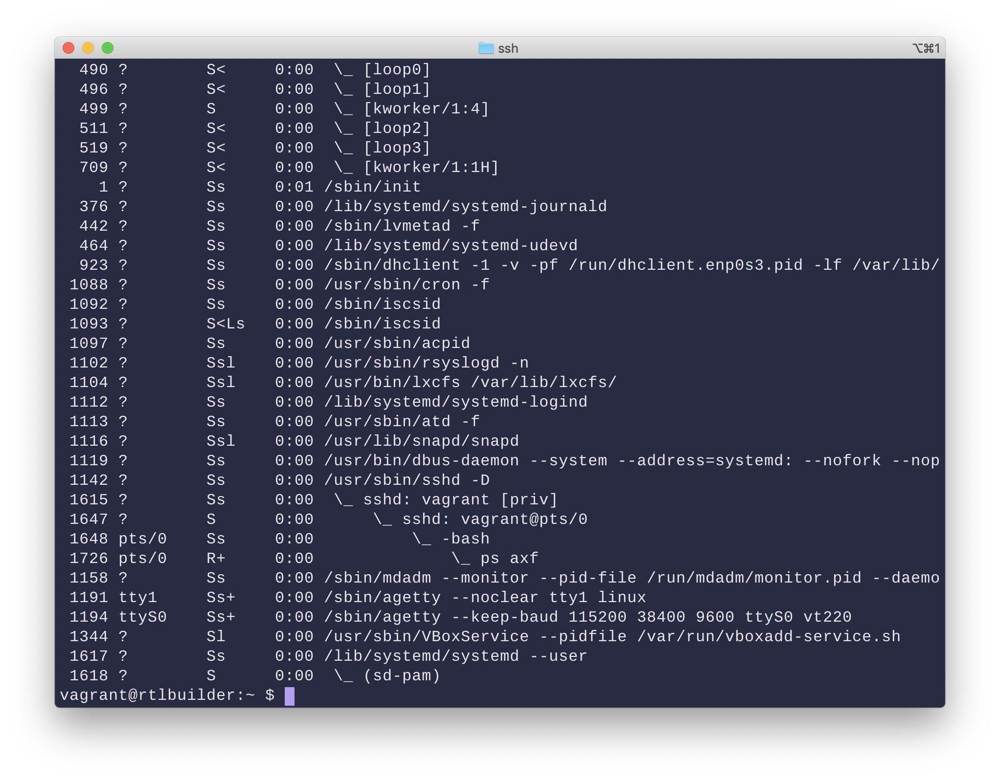 ssh ⌥⌘1
490 ?        S<     0:00  \_ [loop0]
496 ?        S<     0:00  \_ [loop1]
499 ?        S      0:00  \_ [kworker/1:4]
511 ?        S<     0:00  \_ [loop2]
519 ?        S<     0:00  \_ [loop3]
709 ?        S<     0:00  \_ [kworker/1:1H]
1 ?        Ss     0:01 /sbin/init
376 ?        Ss     0:00 /lib/systemd/systemd-journald
442 ?        Ss     0:00 /sbin/lvmetad -f
464 ?        Ss     0:00 /lib/systemd/systemd-udevd
923 ?        Ss     0:00 /sbin/dhclient -1 -v -pf /run/dhclient.enp0s3.pid -lf /var/lib/
1088 ?        Ss     0:00 /usr/sbin/cron -f
1092 ?        Ss     0:00 /sbin/iscsid
1093 ?        S<Ls   0:00 /sbin/iscsid
1097 ?        Ss     0:00 /usr/sbin/acpid
1102 ?        Ssl    0:00 /usr/sbin/rsyslogd -n
1104 ?        Ssl    0:00 /usr/bin/lxcfs /var/lib/lxcfs/
1112 ?        Ss     0:00 /lib/systemd/systemd-logind
1113 ?        Ss     0:00 /usr/sbin/atd -f
1116 ?        Ssl    0:00 /usr/lib/snapd/snapd
1119 ?        Ss     0:00 /usr/bin/dbus-daemon --system --address=systemd: --nofork --nop
1142 ?        Ss     0:00 /usr/sbin/sshd -D
1615 ?        Ss     0:00  \_ sshd: vagrant [priv]
1647 ?        S      0:00      \_ sshd: vagrant@pts/0
1648 pts/0    Ss     0:00          \_ -bash
1726 pts/0    R+     0:00              \_ ps axf
1158 ?        Ss     0:00 /sbin/mdadm --monitor --pid-file /run/mdadm/monitor.pid --daemo
1191 tty1     Ss+    0:00 /sbin/agetty --noclear tty1 linux
1194 ttyS0    Ss+    0:00 /sbin/agetty --keep-baud 115200 38400 9600 ttyS0 vt220
1344 ?        Sl     0:00 /usr/sbin/VBoxService --pidfile /var/run/vboxadd-service.sh
1617 ?        Ss     0:00 /lib/systemd/systemd --user
1618 ?        S      0:00  \_ (sd-pam)
vagrant@rtlbuilder:~ $